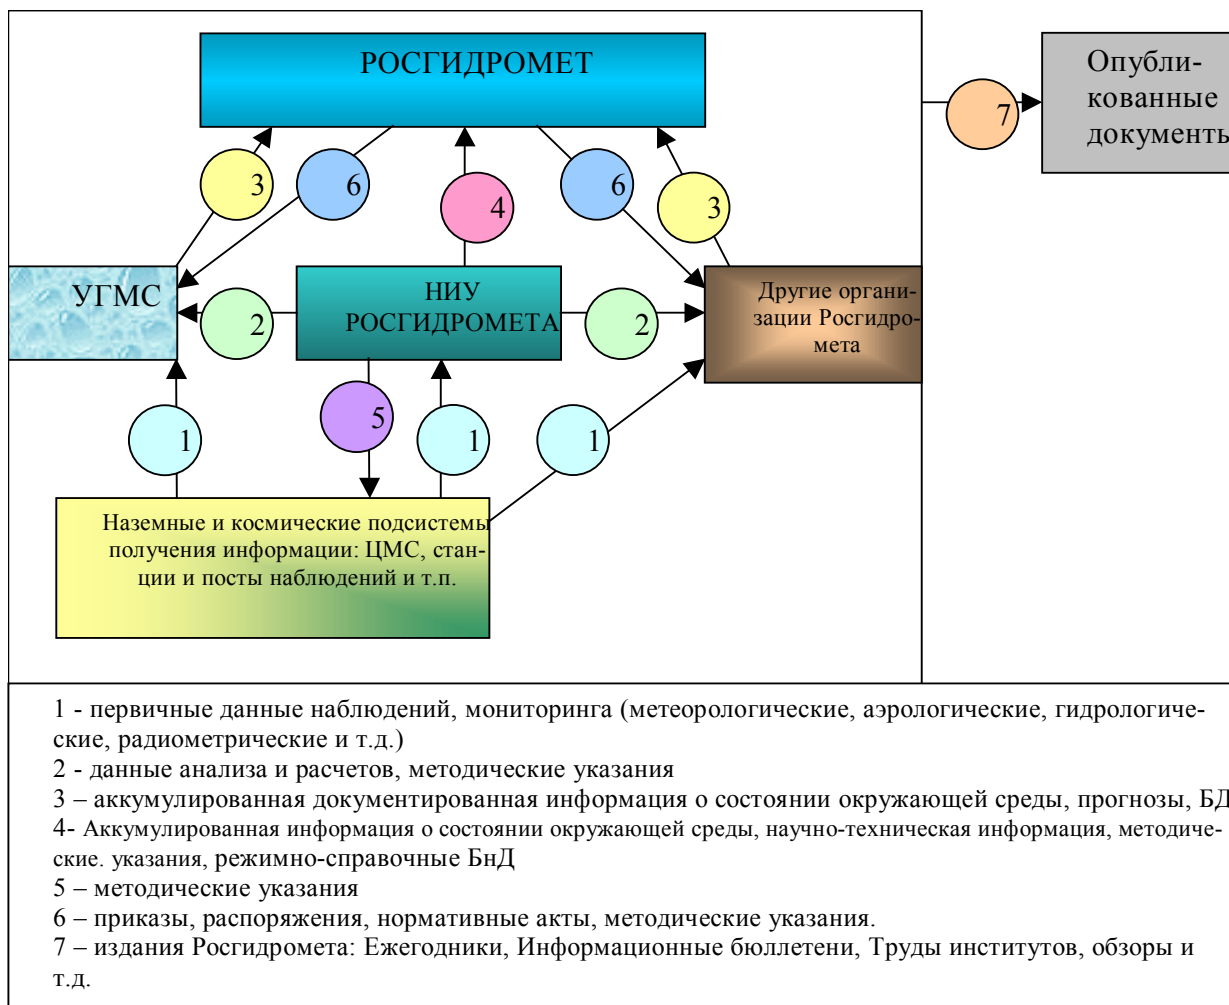 РОСГИДРОМЕТ
Опубли-
кованные
документы
7
3
6
4
6
3
УГМС
НИУ
РОСГИДРОМЕТА
Другие органи-
зации Росгидро-
мета
2
2
1
5
1
1
Наземные и космические подсистемы
получения информации: ЦМС, стан-
ции и посты наблюдений и т.п.
1 - первичные данные наблюдений, мониторинга (метеорологические, аэрологические, гидрологиче-
ские, радиометрические и т.д.)
2 - данные анализа и расчетов, методические указания
3 – аккумулированная документированная информация о состоянии окружающей среды, прогнозы, БД
4- Аккумулированная информация о состоянии окружающей среды, научно-техническая информация, методиче-
ские. указания, режимно-справочные БнД
5 – методические указания
6 – приказы, распоряжения, нормативные акты, методические указания.
7 – издания Росгидромета: Ежегодники, Информационные бюллетени, Труды институтов, обзоры и
т.д.